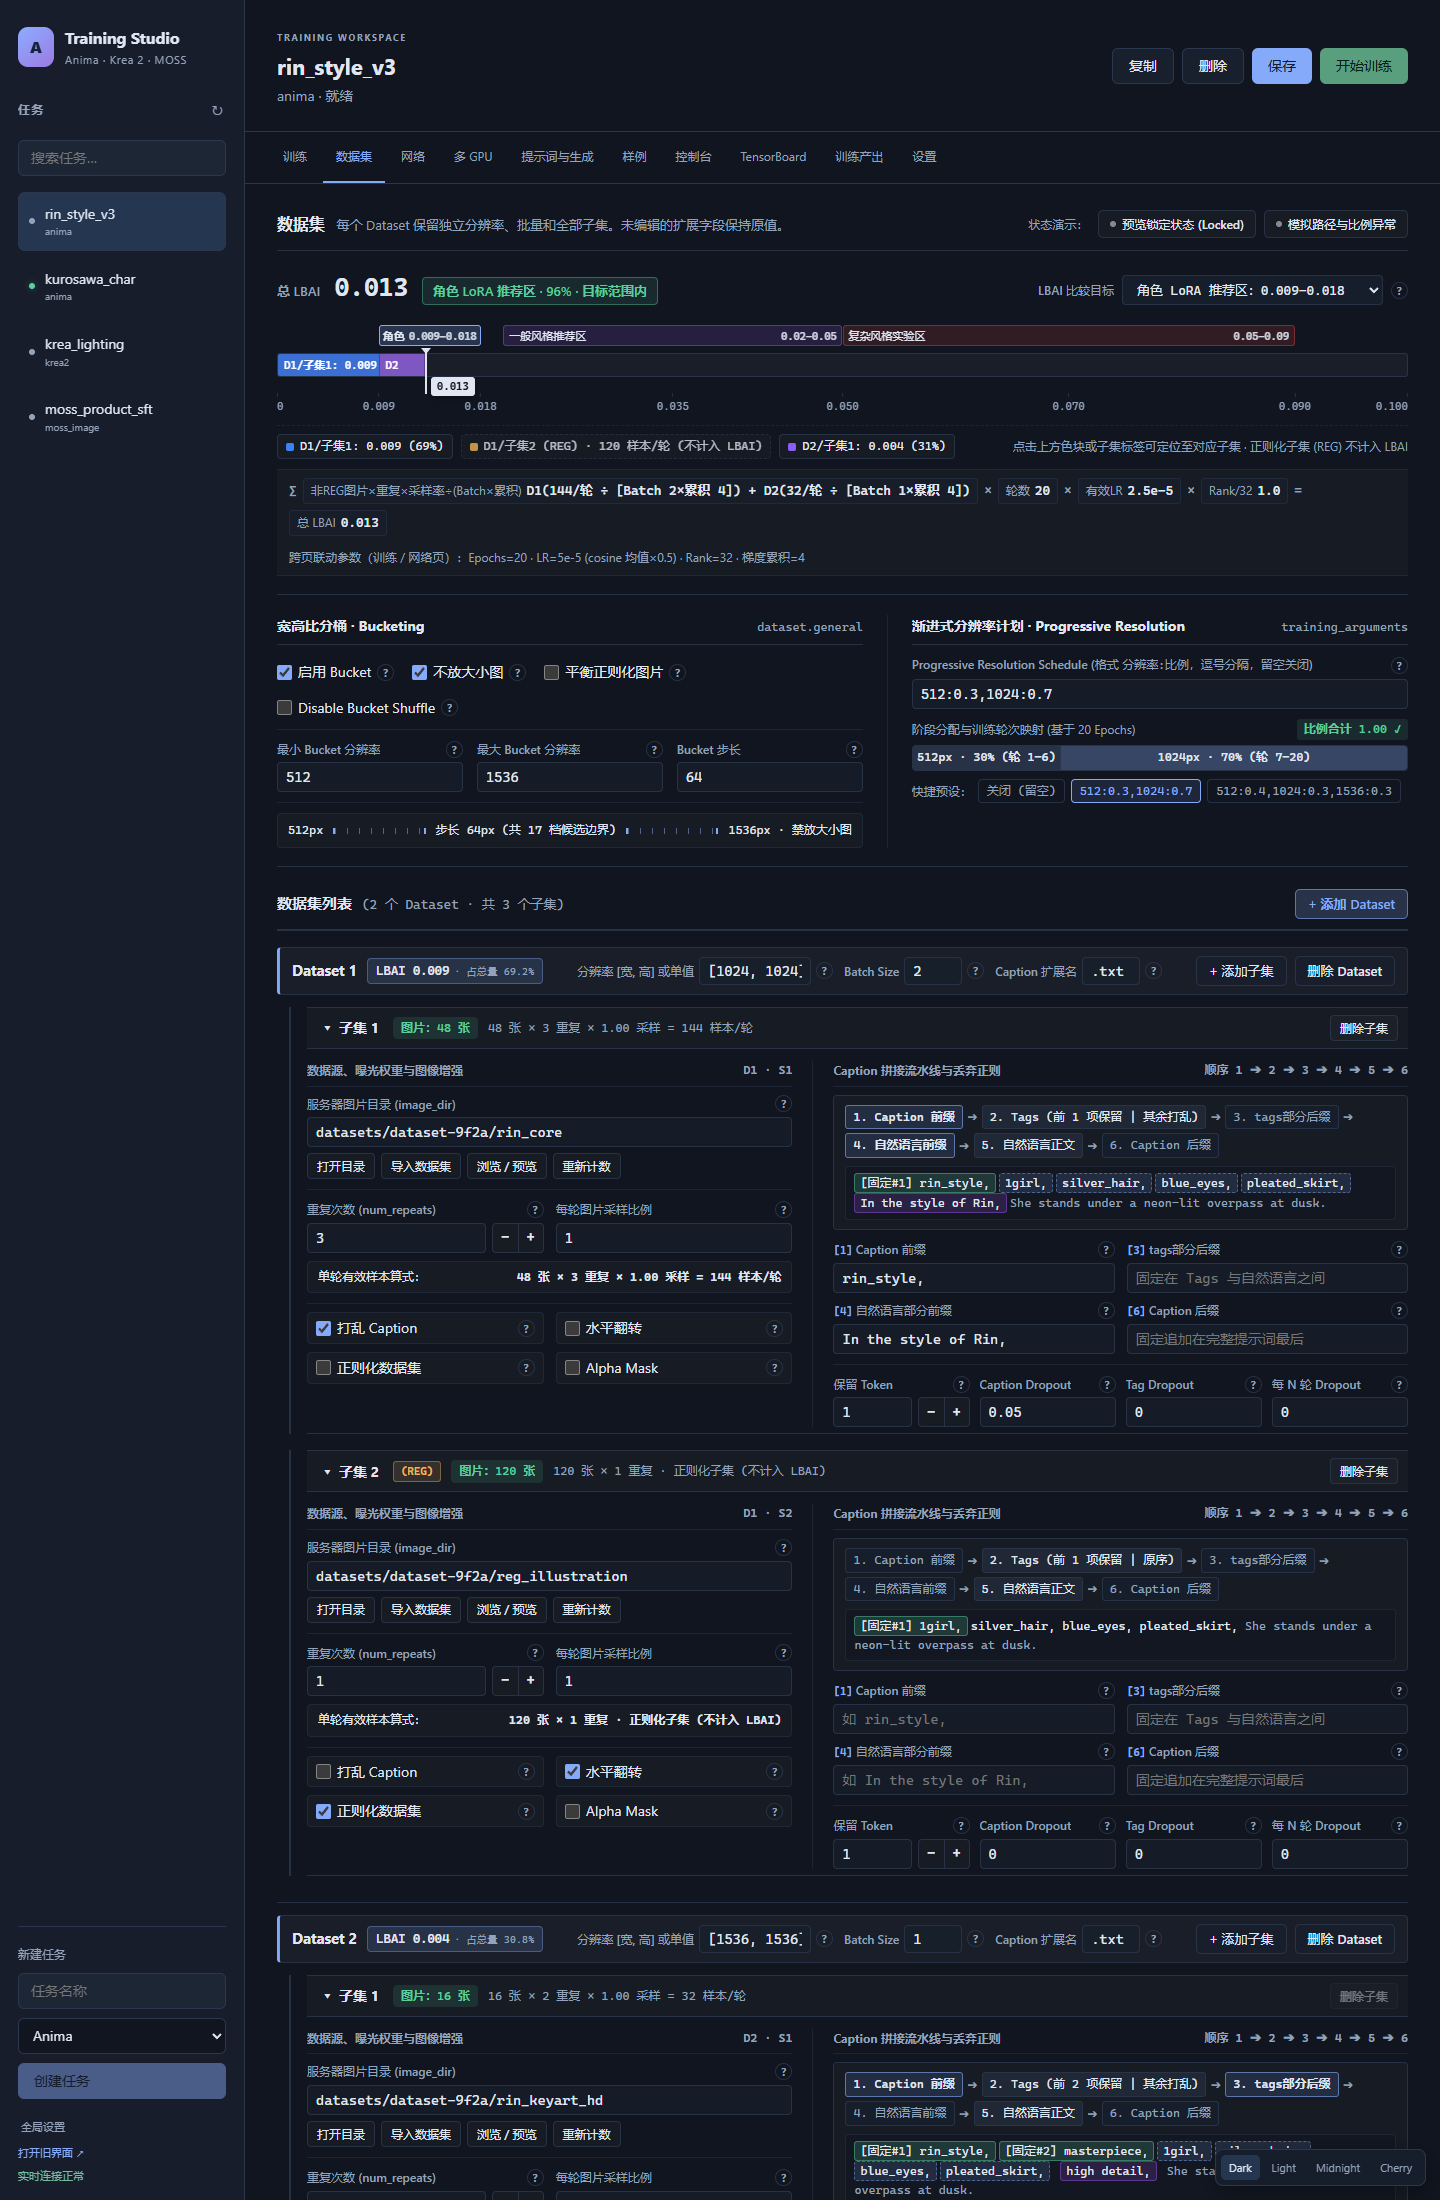 A
Training Studio
Anima · Krea 2 · MOSS
任务
↻
搜索任务...
rin_style_v3
anima
kurosawa_char
anima
krea_lighting
krea2
moss_product_sft
moss_image
新建任务
任务名称
Anima
创建任务
全局设置
打开旧界面 ↗
实时连接正常
TRAINING WORKSPACE
rin_style_v3
anima · 就绪
复制 删除 保存 开始训练
训练 数据集 网络 多 GPU 提示词与生成 样例 控制台 TensorBoard 训练产出 设置
数据集 每个 Dataset 保留独立分辨率、批量和全部子集。未编辑的扩展字段保持原值。 状态演示： 预览锁定状态 (Locked) 模拟路径与比例异常
总 LBAI 0.013 角色 LoRA 推荐区 · 96% · 目标范围内 LBAI 比较目标 角色 LoRA 推荐区: 0.009–0.018 ?
角色 0.009–0.018 一般风格推荐区 0.02–0.05 复杂风格实验区 0.05–0.09
D1/子集1: 0.009 D2
0.013
0 0.009 0.018 0.035 0.050 0.070 0.090 0.100
D1/子集1: 0.009 (69%) D1/子集2 (REG) · 120 样本/轮 (不计入 LBAI) D2/子集1: 0.004 (31%) 点击上方色块或子集标签可定位至对应子集 · 正则化子集 (REG) 不计入 LBAI
∑ 非REG图片×重复×采样率÷(Batch×累积) D1(144/轮 ÷ [Batch 2×累积 4]) + D2(32/轮 ÷ [Batch 1×累积 4]) × 轮数 20 × 有效LR 2.5e-5 × Rank/32 1.0 =
总 LBAI 0.013
跨页联动参数（训练 / 网络页）: Epochs=20 · LR=5e-5 (cosine 均值×0.5) · Rank=32 · 梯度累积=4
宽高比分桶 · Bucketing dataset.general
启用 Bucket ? 不放大小图 ? 平衡正则化图片 ?
Disable Bucket Shuffle ?
最小 Bucket 分辨率 ? 最大 Bucket 分辨率 ? Bucket 步长 ?
512 1536 64
512px 步长 64px (共 17 档候选边界) 1536px · 禁放大小图
渐进式分辨率计划 · Progressive Resolution training_arguments
Progressive Resolution Schedule (格式 分辨率:比例，逗号分隔，留空关闭) ?
512:0.3,1024:0.7
阶段分配与训练轮次映射 (基于 20 Epochs) 比例合计 1.00 ✓
512px · 30% (轮 1–6) 1024px · 70% (轮 7–20)
快捷预设： 关闭 (留空) 512:0.3,1024:0.7 512:0.4,1024:0.3,1536:0.3
数据集列表 (2 个 Dataset · 共 3 个子集) + 添加 Dataset
Dataset 1 LBAI 0.009 · 占总量 69.2% 分辨率 [宽, 高] 或单值 [1024, 1024] ? Batch Size 2 ? Caption 扩展名 .txt ? + 添加子集 删除 Dataset
▼ 子集 1 图片: 48 张 48 张 × 3 重复 × 1.00 采样 = 144 样本/轮 删除子集
数据源、曝光权重与图像增强 D1 · S1
服务器图片目录 (image_dir) ?
datasets/dataset-9f2a/rin_core
打开目录 导入数据集 浏览 / 预览 重新计数
重复次数 (num_repeats) ? 每轮图片采样比例 ?
3 − + 1
单轮有效样本算式： 48 张 × 3 重复 × 1.00 采样 = 144 样本/轮
打乱 Caption ? 水平翻转 ?
正则化数据集 ? Alpha Mask ?
Caption 拼接流水线与丢弃正则 顺序 1 → 2 → 3 → 4 → 5 → 6
1. Caption 前缀 → 2. Tags (前 1 项保留 | 其余打乱) → 3. tags部分后缀 →
4. 自然语言前缀 → 5. 自然语言正文 → 6. Caption 后缀
[固定#1] rin_style, 1girl, silver_hair, blue_eyes, pleated_skirt,
In the style of Rin, She stands under a neon-lit overpass at dusk.
[1] Caption 前缀 ? [3] tags部分后缀 ?
rin_style, 固定在 Tags 与自然语言之间
[4] 自然语言部分前缀 ? [6] Caption 后缀 ?
In the style of Rin, 固定追加在完整提示词最后
保留 Token ? Caption Dropout ? Tag Dropout ? 每 N 轮 Dropout ?
1 − + 0.05 0 0
▼ 子集 2 (REG) 图片: 120 张 120 张 × 1 重复 · 正则化子集 (不计入 LBAI) 删除子集
数据源、曝光权重与图像增强 D1 · S2
服务器图片目录 (image_dir) ?
datasets/dataset-9f2a/reg_illustration
打开目录 导入数据集 浏览 / 预览 重新计数
重复次数 (num_repeats) ? 每轮图片采样比例 ?
1 − + 1
单轮有效样本算式： 120 张 × 1 重复 · 正则化子集 (不计入 LBAI)
打乱 Caption ? 水平翻转 ?
正则化数据集 ? Alpha Mask ?
Caption 拼接流水线与丢弃正则 顺序 1 → 2 → 3 → 4 → 5 → 6
1. Caption 前缀 → 2. Tags (前 1 项保留 | 原序) → 3. tags部分后缀 →
4. 自然语言前缀 → 5. 自然语言正文 → 6. Caption 后缀
[固定#1] 1girl, silver_hair, blue_eyes, pleated_skirt, She stands under a
neon-lit overpass at dusk.
[1] Caption 前缀 ? [3] tags部分后缀 ?
如 rin_style, 固定在 Tags 与自然语言之间
[4] 自然语言部分前缀 ? [6] Caption 后缀 ?
如 In the style of Rin, 固定追加在完整提示词最后
保留 Token ? Caption Dropout ? Tag Dropout ? 每 N 轮 Dropout ?
1 − + 0 0 0
Dataset 2 LBAI 0.004 · 占总量 30.8% 分辨率 [宽, 高] 或单值 [1536, 1536] ? Batch Size 1 ? Caption 扩展名 .txt ? + 添加子集 删除 Dataset
▼ 子集 1 图片: 16 张 16 张 × 2 重复 × 1.00 采样 = 32 样本/轮 删除子集
数据源、曝光权重与图像增强 D2 · S1
服务器图片目录 (image_dir) ?
datasets/dataset-9f2a/rin_keyart_hd
打开目录 导入数据集 浏览 / 预览 重新计数
重复次数 (num_repeats) ? 每轮图片采样比例
Caption 拼接流水线与丢弃正则 顺序 1 → 2 → 3 → 4 → 5 → 6
1. Caption 前缀 → 2. Tags (前 2 项保留 | 其余打乱) → 3. tags部分后缀 →
4. 自然语言前缀 → 5. 自然语言正文 → 6. Caption 后缀
[固定#1] rin_style, [固定#2] masterpiece, 1girl,
blue_eyes, pleated_skirt, high detail, She
overpass at dusk.
Dark Light Midnight Cherry